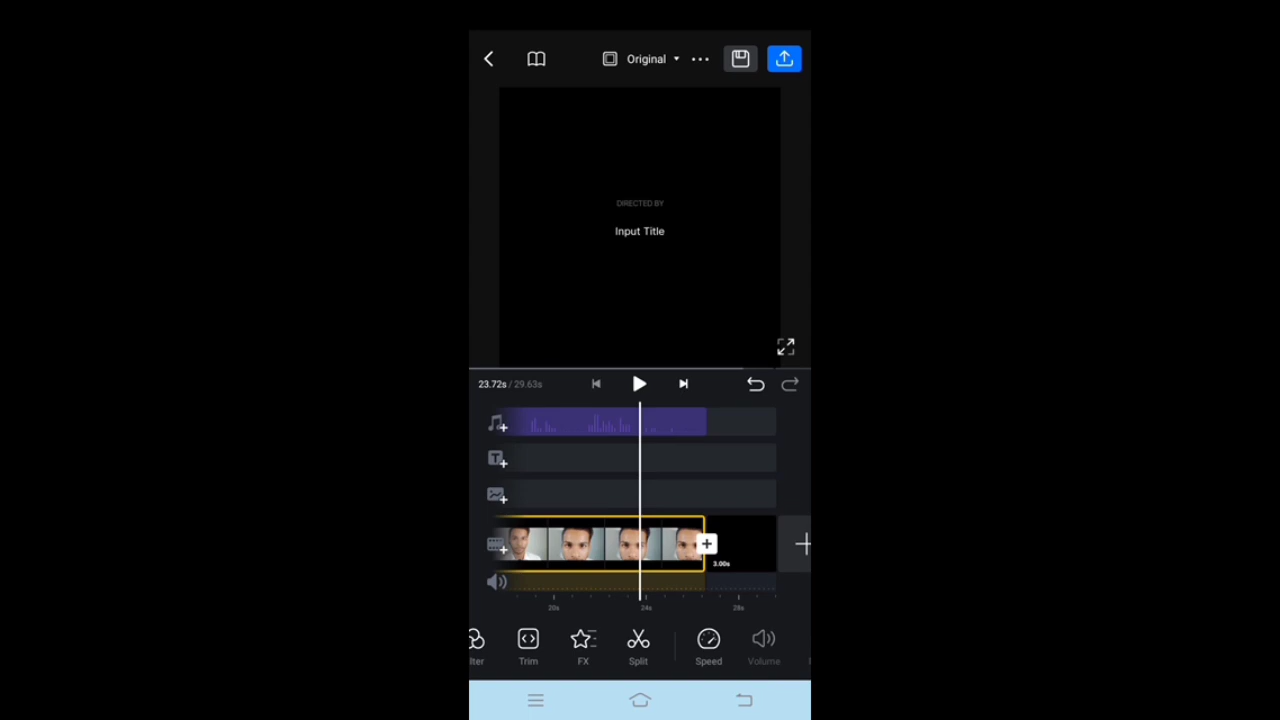 Original
DIRECTED BY
Input Title
23.72s / 29.63s
T
3.00s
20s 24s 28s
lter Trim FX Split Speed Volume